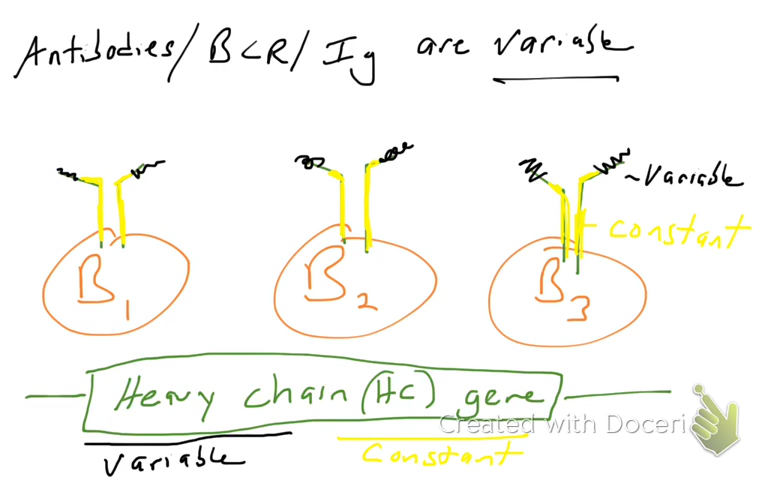 Antibodies/BCR/Ig are variable
~Variable
constant
B1
B2
B3
Heavy chain (HC) gene
Created with Doceri
Variable
Constant